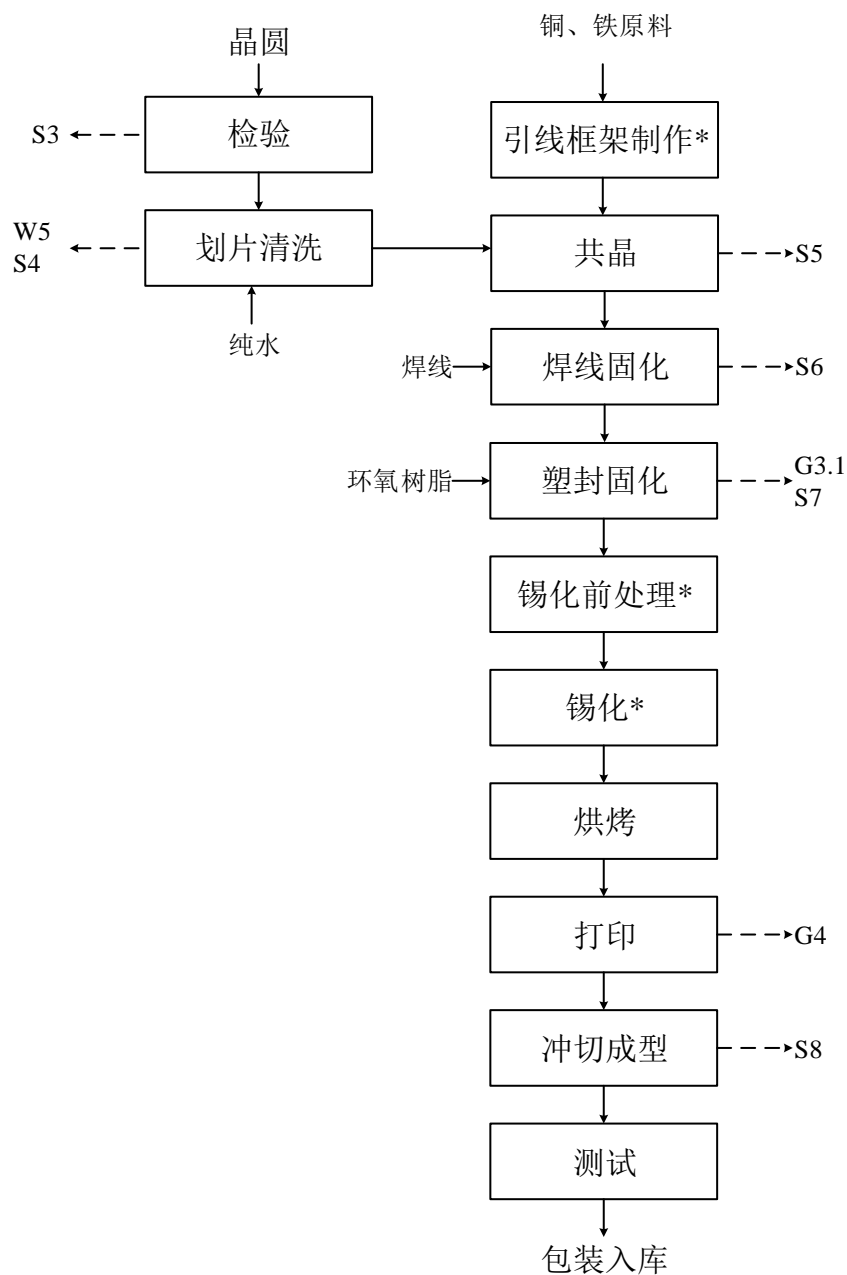 晶圆
铜、铁原料
S3
检验
引线框架制作*
W5
S4
划片清洗
共晶
S5
纯水
焊线
焊线固化
S6
环氧树脂
塑封固化
G3.1
S7
锡化前处理*
锡化*
烘烤
打印
G4
冲切成型
S8
测试
包装入库